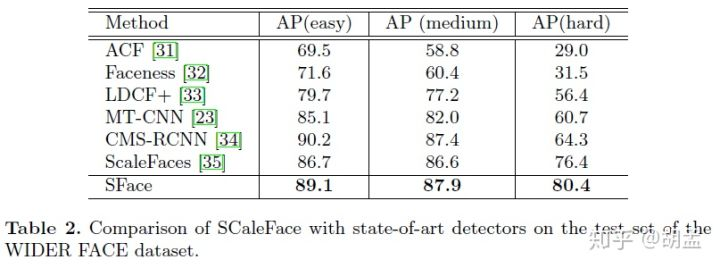 Method AP(easy) AP (medium) AP(hard)
ACF [31] 69.5 58.8 29.0
Faceness [32] 71.6 60.4 31.5
LDCF+ [33] 79.7 77.2 56.4
MT-CNN [23] 85.1 82.0 60.7
CMS-RCNN [34] 90.2 87.4 64.3
ScaleFaces [35] 86.7 86.6 76.4
SFace 89.1 87.9 80.4
Table 2. Comparison of SCaleFace with state-of-art detectors on the test set of the
WIDER FACE dataset.
知乎 @胡孟